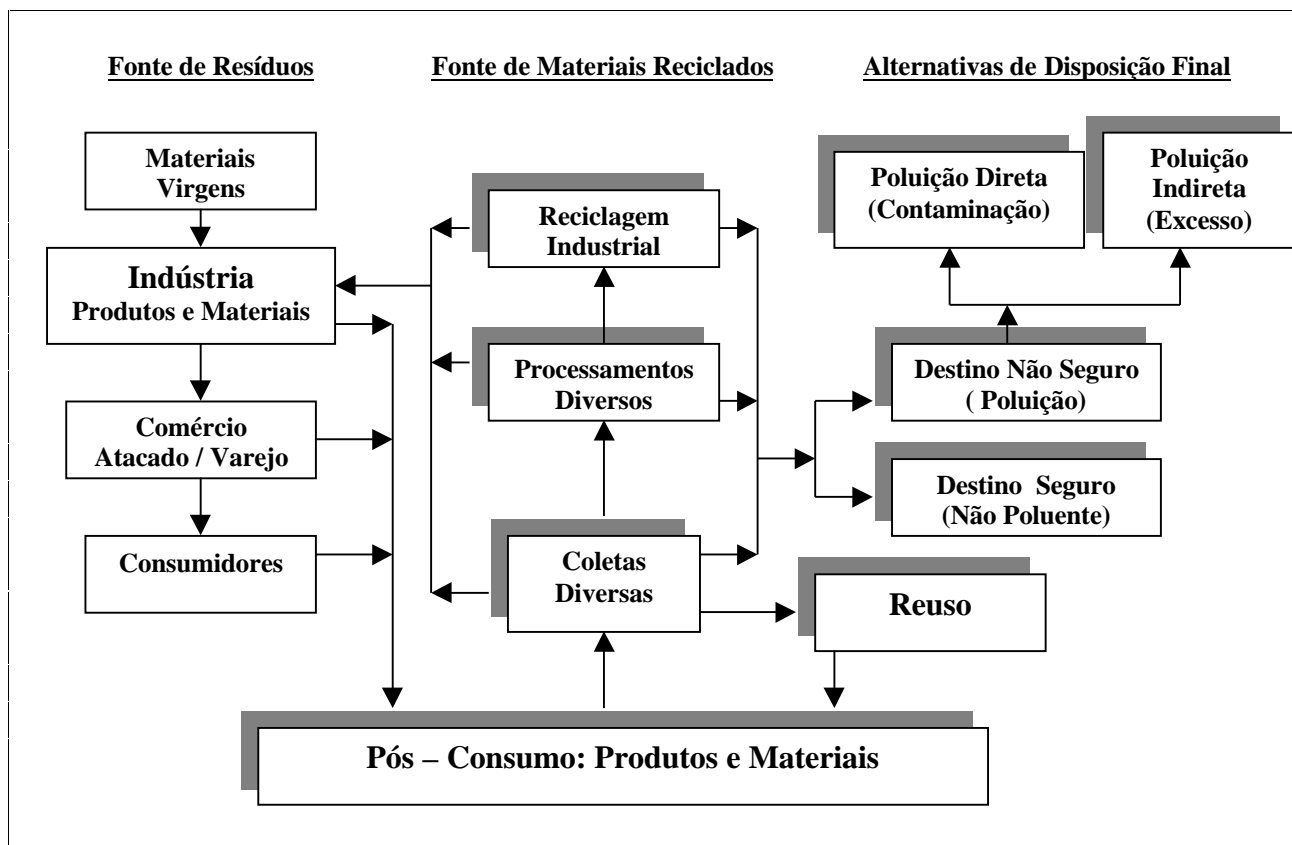 Fonte de Resíduos
Fonte de Materiais Reciclados
Alternativas de Disposição Final
Materiais
Virgens
Indústria
Produtos e Materiais
Comércio
Atacado / Varejo
Consumidores
Reciclagem
Industrial
Processamentos
Diversos
Coletas
Diversas
Poluição Direta
(Contaminação)
Poluição
Indireta
(Excesso)
Destino Não Seguro
( Poluição)
Destino Seguro
(Não Poluente)
Reuso
Pós – Consumo: Produtos e Materiais